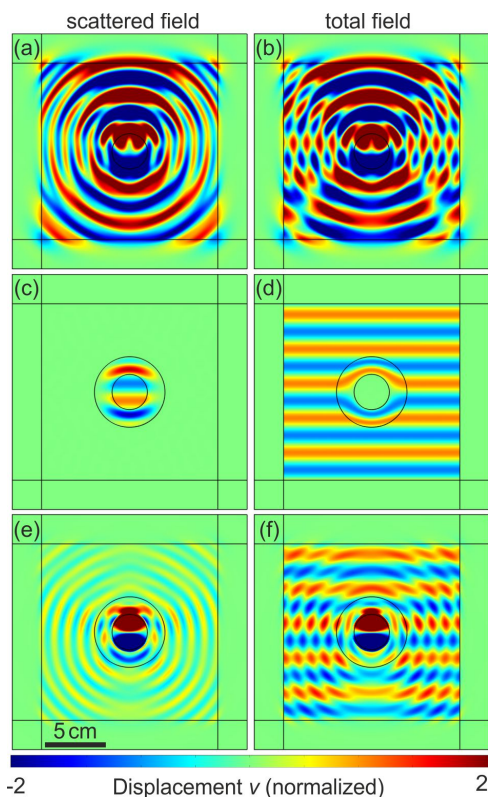 scattered field total field
(a) (b)
(c) (d)
(e) (f)
5 cm
-2 Displacement v (normalized) 2